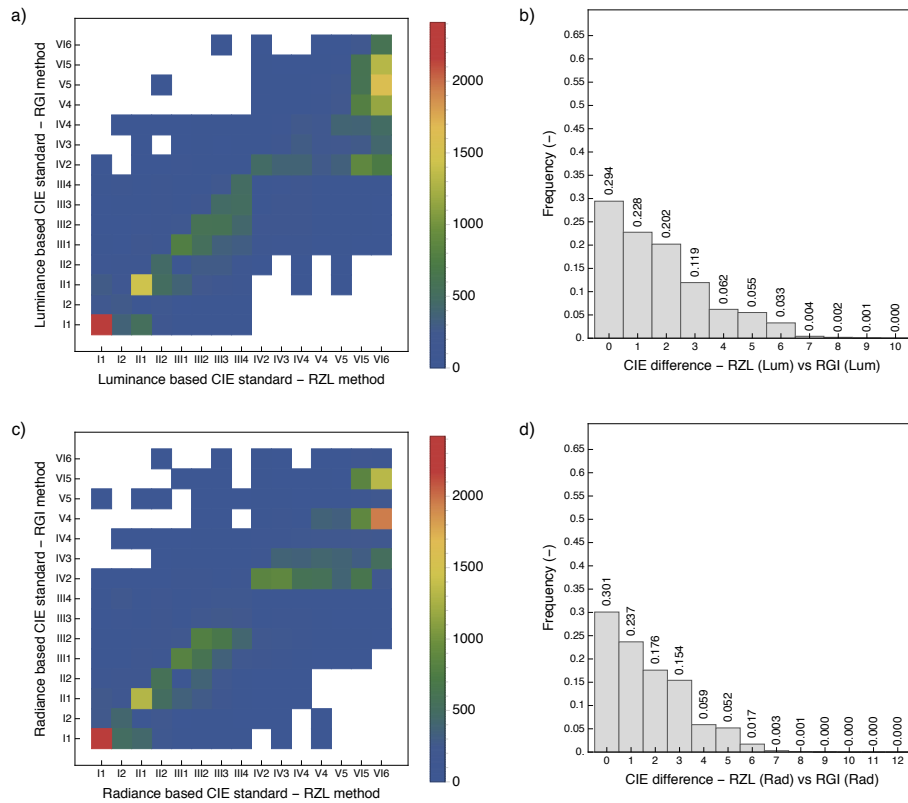 a)
Luminance based CIE standard – RGI method
VI6
VI5
V5
V4
IV4
IV3
IV2
III4
III3
III2
III1
II2
II1
I2
I1
I1 I2 II1 II2 III1 III2 III3 III4 IV2 IV3 IV4 V4 V5 VI5 VI6
Luminance based CIE standard – RZL method
2000
1500
1000
500
0
b)
Frequency (–)
0.65
0.6
0.55
0.5
0.45
0.4
0.35
0.3
0.25
0.2
0.15
0.1
0.05
0
0.294 0.228 0.202 0.119 0.062 0.055 0.033 0.004 0.002 0.001 0.000
0 1 2 3 4 5 6 7 8 9 10
CIE difference – RZL (Lum) vs RGI (Lum)
c)
Radiance based CIE standard – RGI method
VI6
VI5
V5
V4
IV4
IV3
IV2
III4
III3
III2
III1
II2
II1
I2
I1
I1 I2 II1 II2 III1 III2 III3 III4 IV2 IV3 IV4 V4 V5 VI5 VI6
Radiance based CIE standard – RZL method
2000
1500
1000
500
0
d)
Frequency (–)
0.65
0.6
0.55
0.5
0.45
0.4
0.35
0.3
0.25
0.2
0.15
0.1
0.05
0
0.301 0.237 0.176 0.154 0.059 0.052 0.017 0.003 0.001 0.000 0.000 0.000 0.000
0 1 2 3 4 5 6 7 8 9 10 11 12
CIE difference – RZL (Rad) vs RGI (Rad)